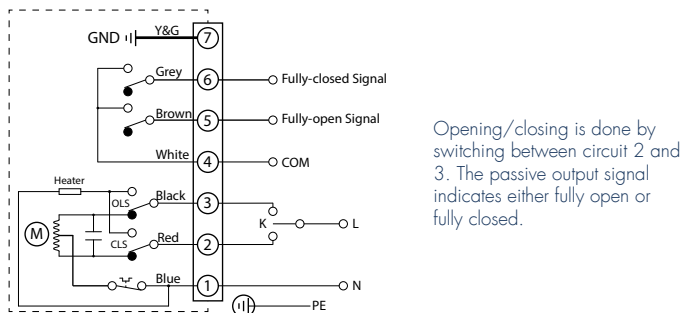 GND Y&G 7
Grey 6 Fully-closed Signal
Brown 5 Fully-open Signal
White 4 COM
Heater
OLS Black 3
K L
M
CLS Red 2
Blue 1 N
PE
Opening/closing is done by
switching between circuit 2 and
3. The passive output signal
indicates either fully open or
fully closed.